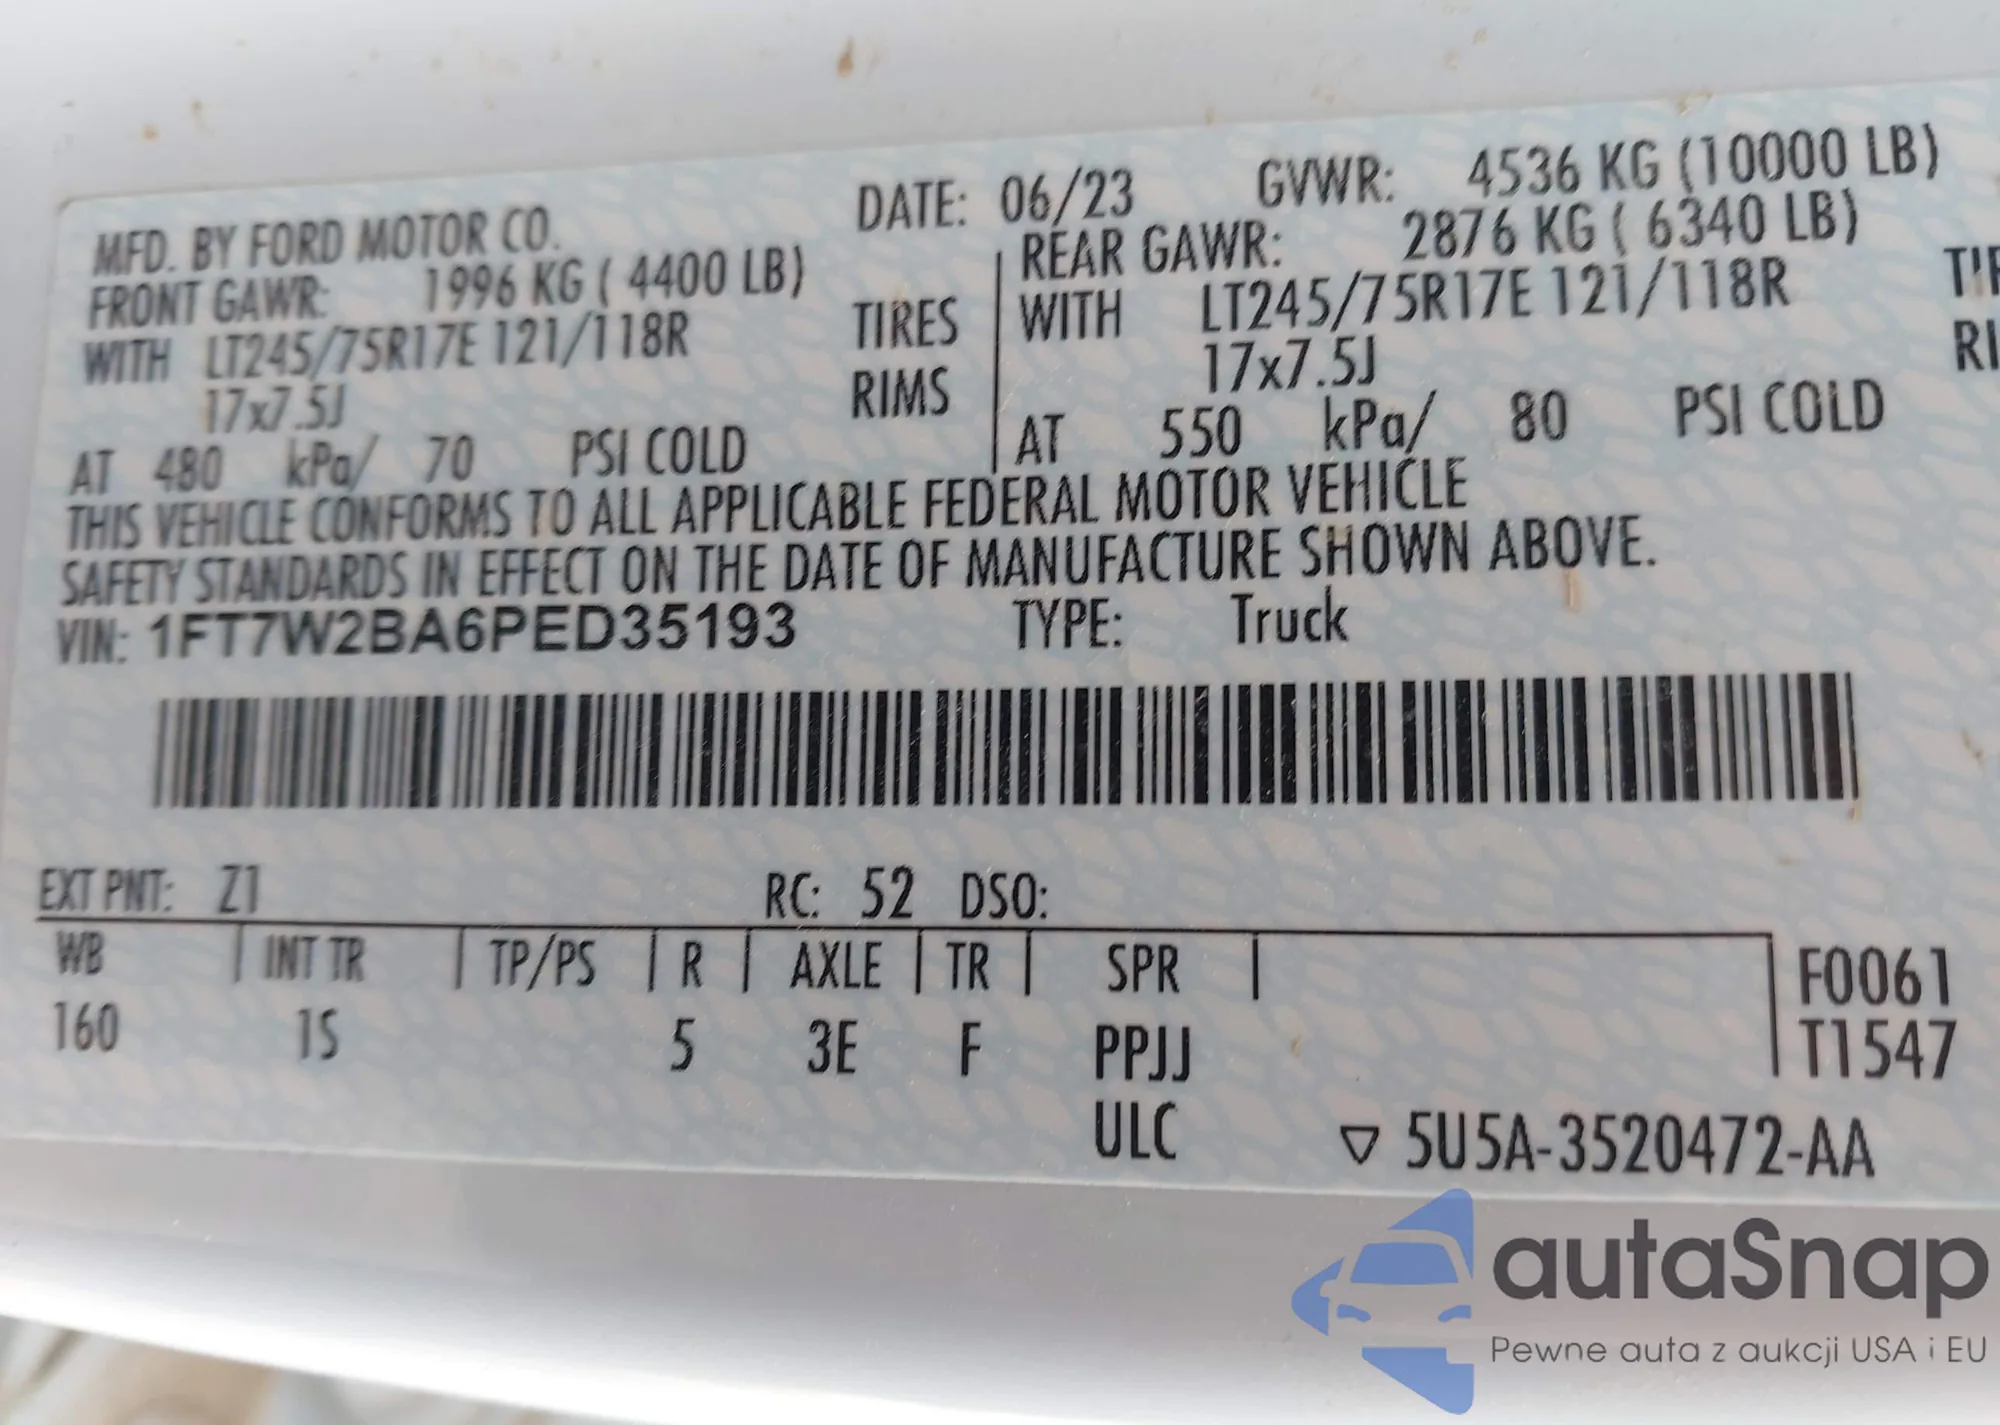 MFD. BY FORD MOTOR CO.
DATE: 06/23
GVWR: 4536 KG (10000 LB)
FRONT GAWR: 1996 KG ( 4400 LB)
REAR GAWR: 2876 KG ( 6340 LB)
WITH LT245/75R17E 121/118R TIRES
WITH LT245/75R17E 121/118R TIR
17x7.5J RIMS
17x7.5J RI
AT 480 kPa/ 70 PSI COLD
AT 550 kPa/ 80 PSI COLD
THIS VEHICLE CONFORMS TO ALL APPLICABLE FEDERAL MOTOR VEHICLE
SAFETY STANDARDS IN EFFECT ON THE DATE OF MANUFACTURE SHOWN ABOVE.
VIN: 1FT7W2BA6PED35193 TYPE: Truck
EXT PNT: Z1 RC: 52 DSO:
WB INT TR TP/PS R AXLE TR SPR F0061
160 1S 5 3E F PPJJ T1547
ULC ▽ 5U5A-3520472-AA
autaSnap
Pewne auta z aukcji USA i EU